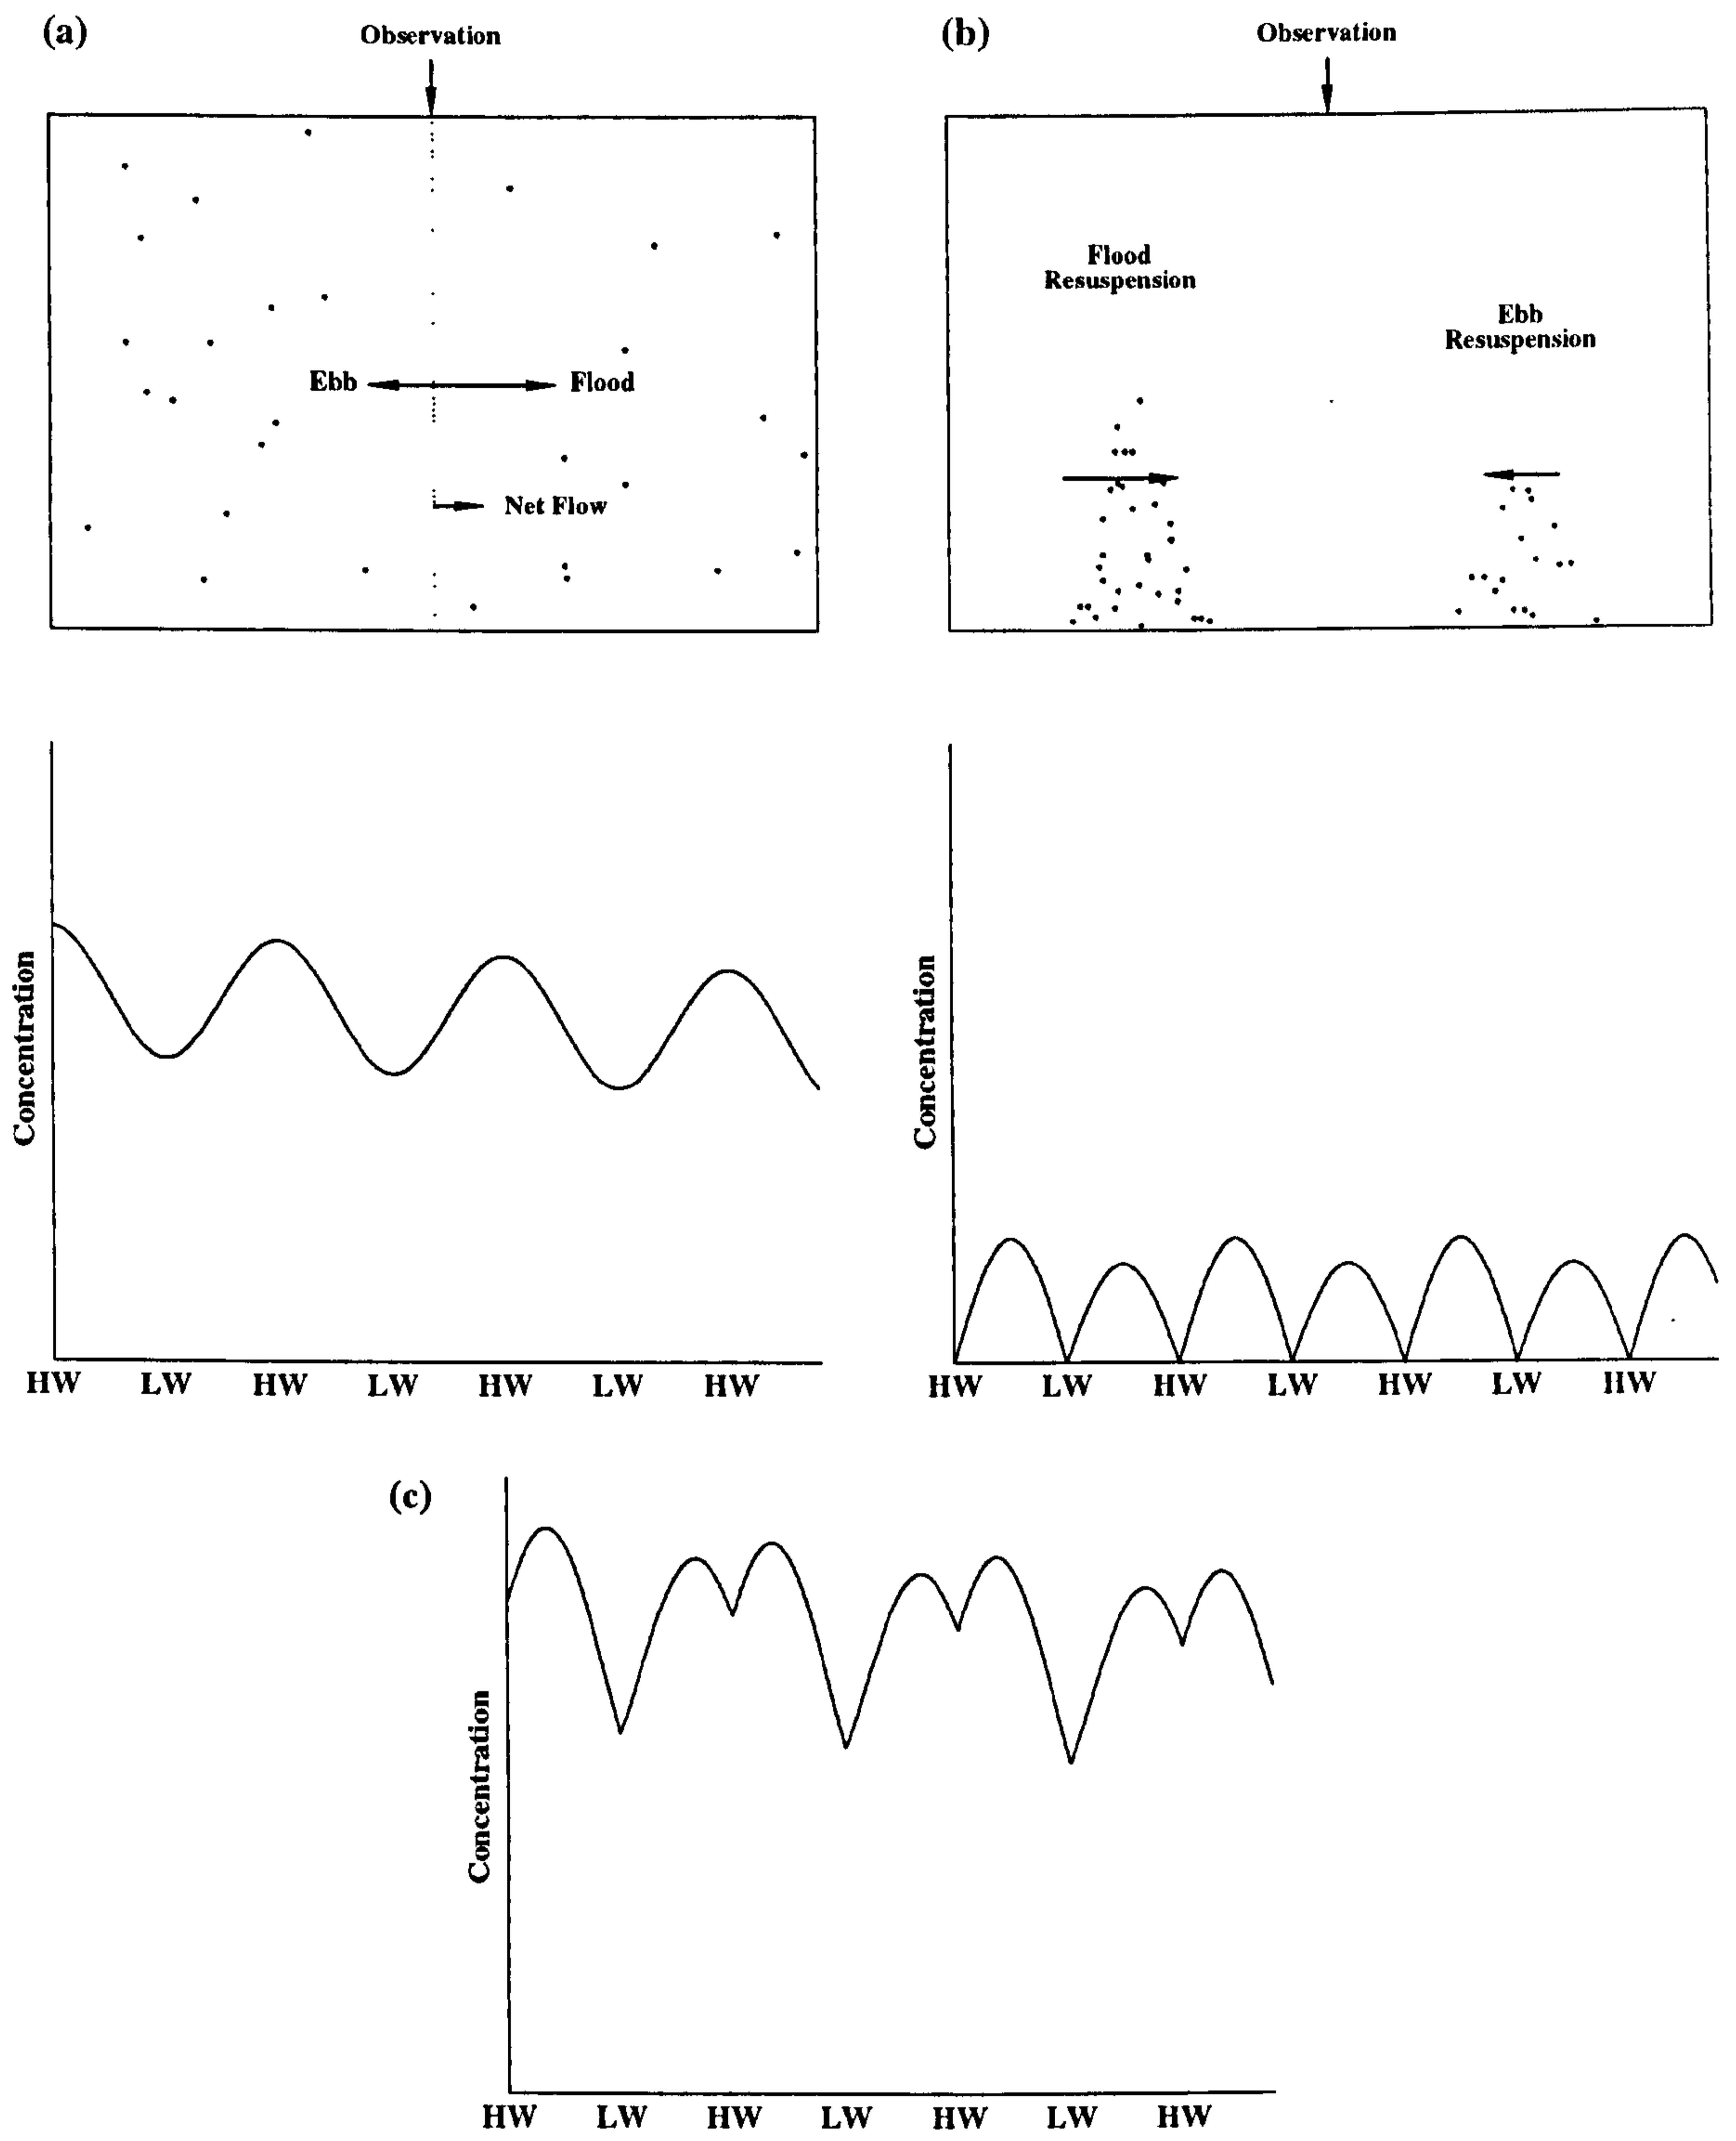 (a)
Observation
Ebb
Flood
Net Flow
(b)
Observation
Flood
Resuspension
Ebb
Resuspension
Concentration
HW LW HW LW HW LW HW
Concentration
HW LW HW LW HW LW HW
(c)
Concentration
HW LW HW LW HW LW HW